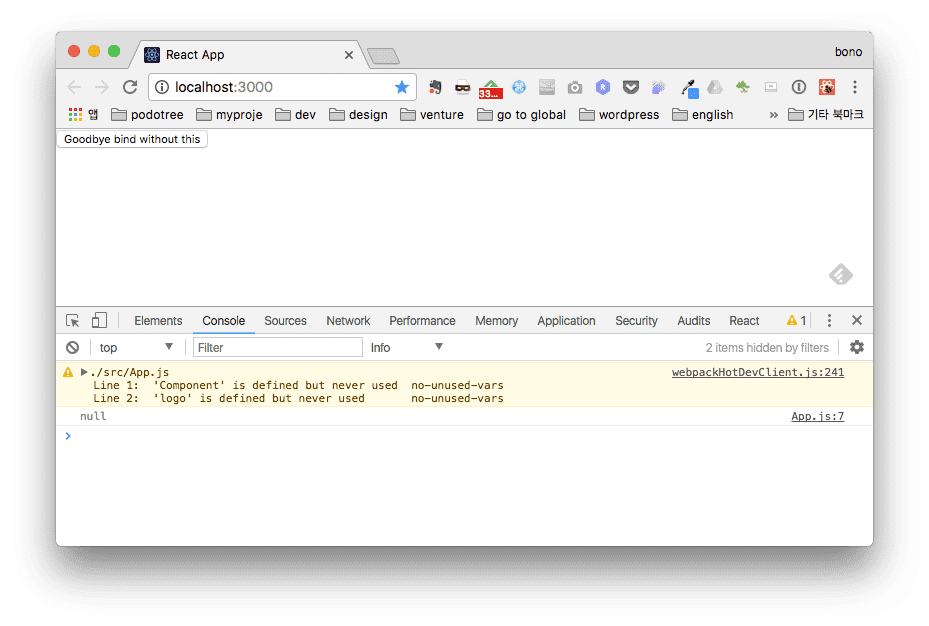 React App
bono
localhost:3000
33...
R
앱 podotree myproje dev design venture go to global wordpress english » 기타 북마크
Goodbye bind without this
Elements Console Sources Network Performance Memory Application Security Audits React 1
top Filter Info 2 items hidden by filters
./src/App.js webpackHotDevClient.js:241
Line 1: 'Component' is defined but never used no-unused-vars
Line 2: 'logo' is defined but never used no-unused-vars
null App.js:7